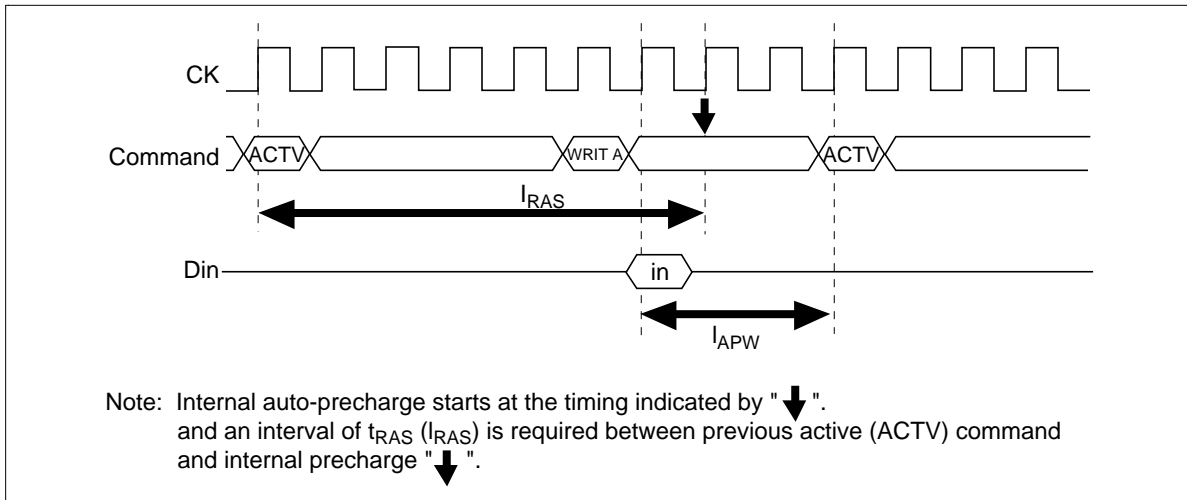 CK
Command ACTV WRIT A ACTV
lRAS
Din in
lAPW
Note: Internal auto-precharge starts at the timing indicated by " ".
and an interval of tRAS (lRAS) is required between previous active (ACTV) command
and internal precharge " ".